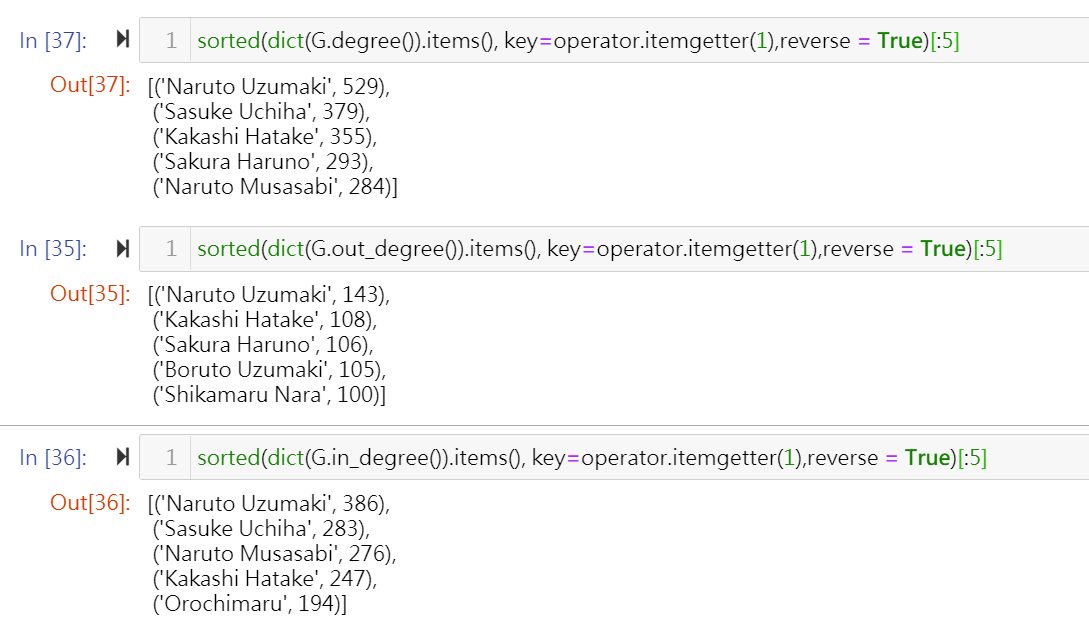 In [37]: 1 sorted(dict(G.degree()).items(), key=operator.itemgetter(1),reverse = True)[:5]
Out[37]: [('Naruto Uzumaki', 529),
('Sasuke Uchiha', 379),
('Kakashi Hatake', 355),
('Sakura Haruno', 293),
('Naruto Musasabi', 284)]
In [35]: 1 sorted(dict(G.out_degree()).items(), key=operator.itemgetter(1),reverse = True)[:5]
Out[35]: [('Naruto Uzumaki', 143),
('Kakashi Hatake', 108),
('Sakura Haruno', 106),
('Boruto Uzumaki', 105),
('Shikamaru Nara', 100)]
In [36]: 1 sorted(dict(G.in_degree()).items(), key=operator.itemgetter(1),reverse = True)[:5]
Out[36]: [('Naruto Uzumaki', 386),
('Sasuke Uchiha', 283),
('Naruto Musasabi', 276),
('Kakashi Hatake', 247),
('Orochimaru', 194)]